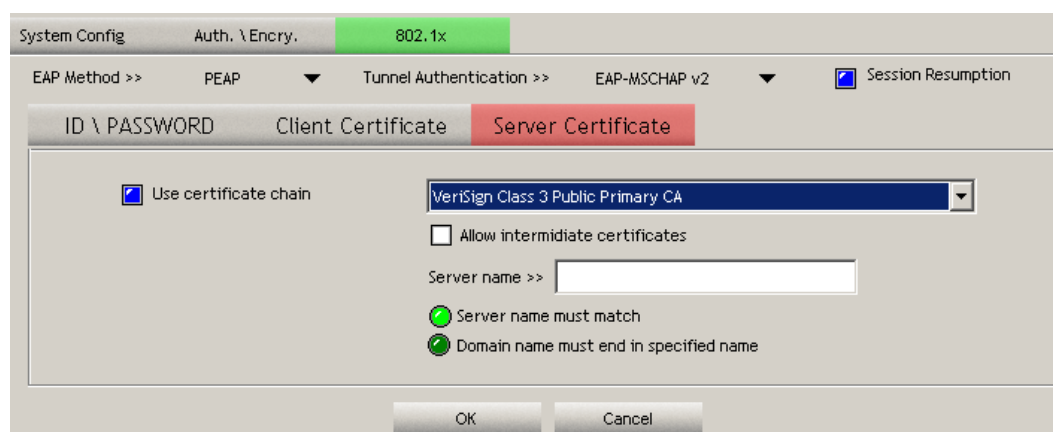 System Config Auth. \ Encry. 802.1x
EAP Method >> PEAP Tunnel Authentication >> EAP-MSCHAP v2 Session Resumption
ID \ PASSWORD Client Certificate Server Certificate
Use certificate chain VeriSign Class 3 Public Primary CA
Allow intermidiate certificates
Server name >>
Server name must match
Domain name must end in specified name
OK Cancel